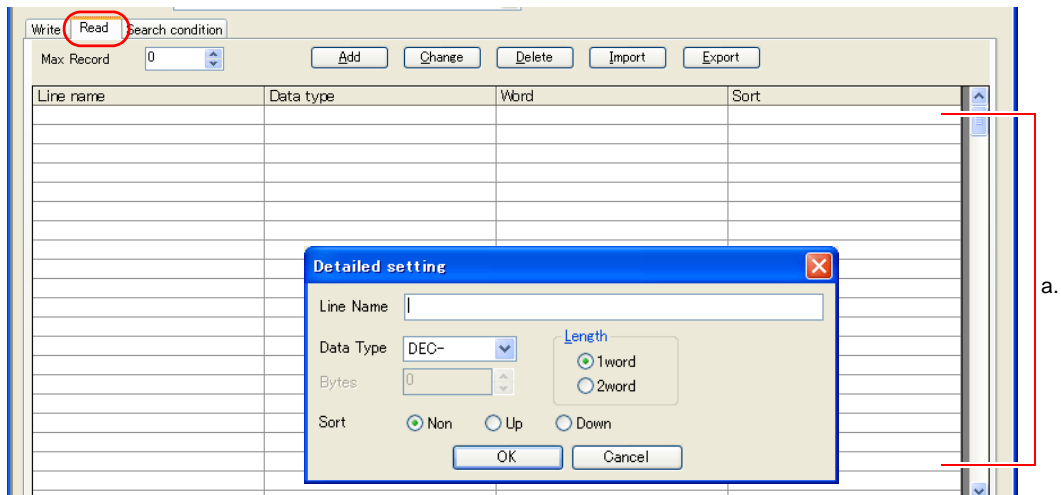 Write Read Search condition
Max Record 0 Add Change Delete Import Export
Line name Data type Word Sort
Detailed setting
a.
Line Name
Data Type DEC- Length
1word
Bytes 0 2word
Sort Non Up Down
OK Cancel